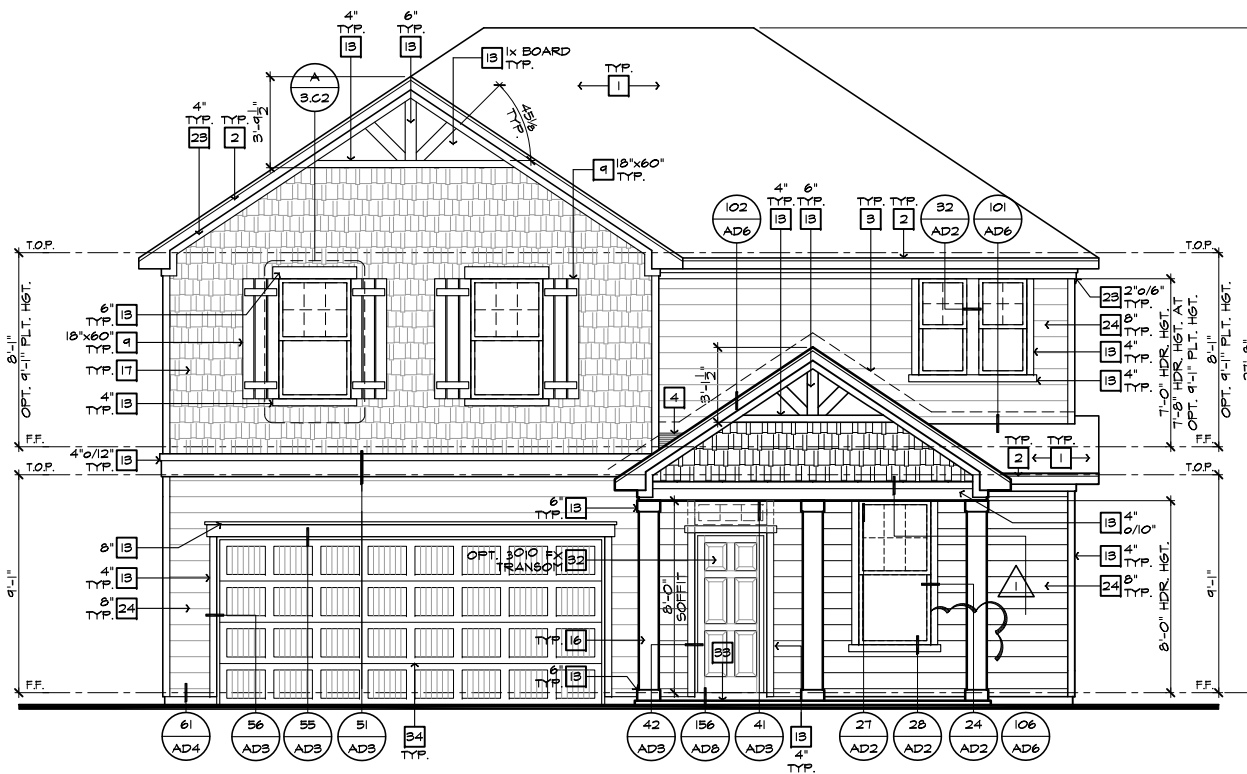 4"
TYP.
13
6"
TYP.
13
13
1x BOARD
TYP.
TYP.
1
A
3.C2
3'-9 1/2"
45 1/2°
TYP.
4"
TYP.
23
TYP.
2
9
18"x60"
TYP.
102
AD6
4"
TYP.
13
6"
TYP.
13
TYP.
3
TYP.
2
32
AD2
101
AD6
T.O.P.
T.O.P.
6"
TYP.
13
18"x60"
TYP.
9
TYP.
17
4"
TYP.
13
8'-1"
OPT. 9'-1" PLT. HGT.
23
2"o/6"
TYP.
24
8"
TYP.
13
4"
TYP.
13
4"
TYP.
7'-0" HDR. HGT.
7'-8" HDR. HGT AT
OPT. 9'-1" PLT. HGT.
8'-1"
OPT. 9'-1" PLT. HGT.
3'-1 1/2"
4
F.F.
F.F.
4"o/12"
TYP.
13
TYP.
2
TYP.
1
T.O.P.
T.O.P.
6"
TYP.
13
13
4"
o/10"
8"
13
4"
TYP.
13
8"
TYP.
24
9'-1"
OPT. 3010 FX
TRANSOM
32
8'-0"
SOFFIT
13
4"
TYP.
24
8"
TYP.
1
8'-0" HDR. HGT.
9'-1"
TYP.
16
33
6"
TYP.
13
F.F.
F.F.
61
AD4
56
AD3
55
AD3
51
AD3
34
TYP.
42
AD3
156
AD8
41
AD3
13
4"
TYP.
27
AD2
28
AD2
24
AD2
106
AD6